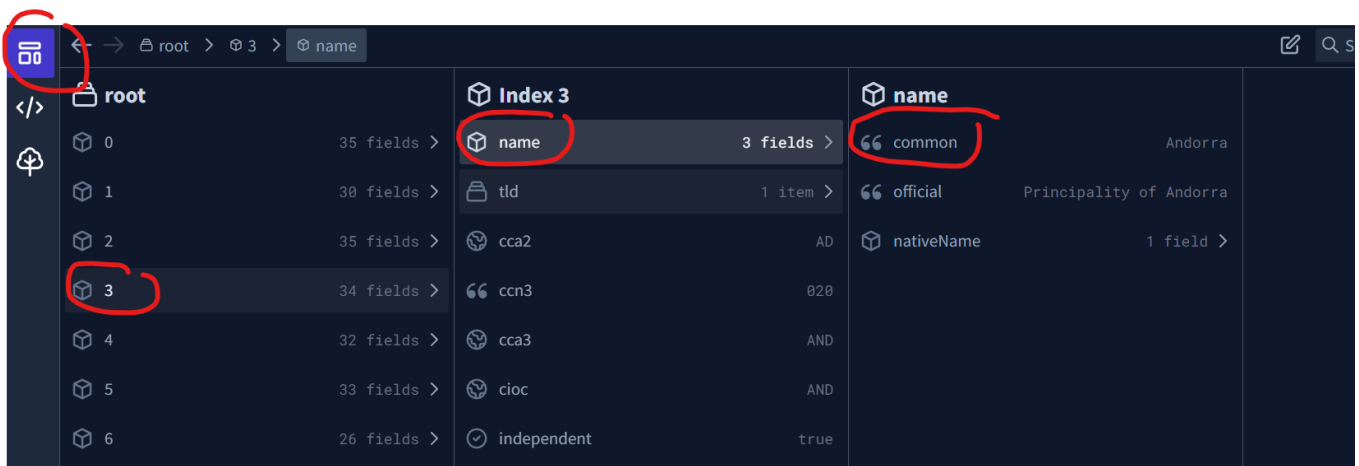 root > 3 > name
S
root
0 35 fields >
1 30 fields >
2 35 fields >
3 34 fields >
4 32 fields >
5 33 fields >
6 26 fields >
Index 3
name 3 fields >
tld 1 item >
cca2 AD
ccn3 020
cca3 AND
cioc AND
independent true
name
common Andorra
official Principality of Andorra
nativeName 1 field >